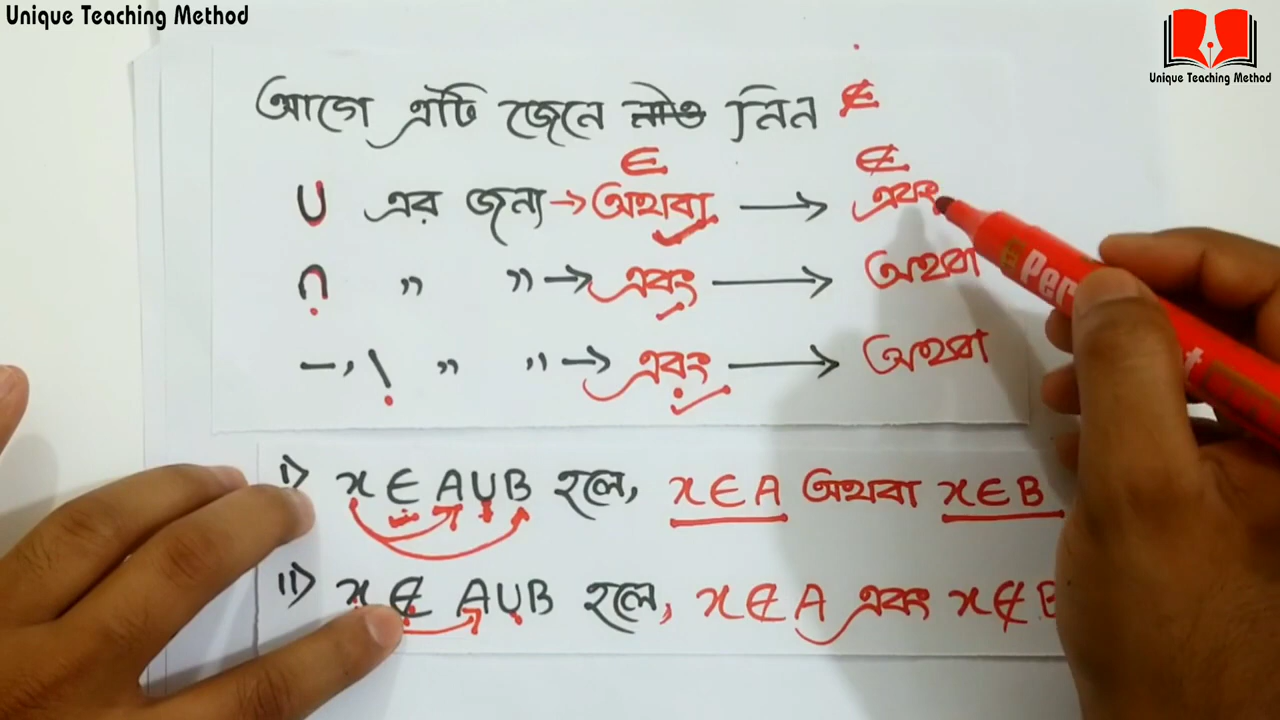 Unique Teaching Method
Unique Teaching Method
আগে এটি জেনে নাও নিন ∉
∈ ∉
∪ এর জন্য → অথবা → এবং
∩ " " → এবং → অথবা
−, \ " " → এবং → অথবা
i) x ∈ A∪B হলে, x∈A অথবা x∈B
ii) x ∉ A∪B হলে, x∉A এবং x∉B